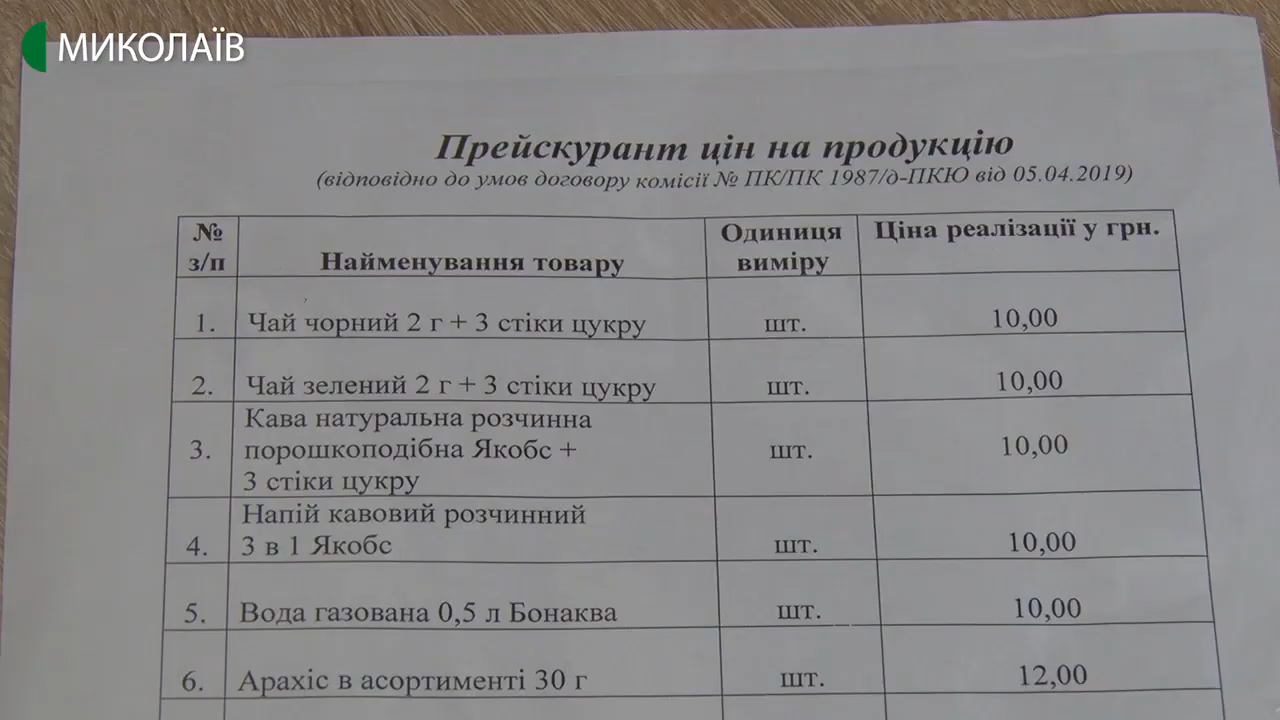 МИКОЛАЇВ
Прейскурант цін на продукцію
(відповідно до умов договору комісії № ПК/ПК 1987/д-ПКЮ від 05.04.2019)
№ з/п Найменування товару Одиниця виміру Ціна реалізації у грн.
1. Чай чорний 2 г + 3 стіки цукру шт. 10,00
2. Чай зелений 2 г + 3 стіки цукру шт. 10,00
3. Кава натуральна розчинна порошкоподібна Якобс + 3 стіки цукру шт. 10,00
4. Напій кавовий розчинний 3 в 1 Якобс шт. 10,00
5. Вода газована 0,5 л Бонаква шт. 10,00
6. Арахіс в асортименті 30 г шт. 12,00